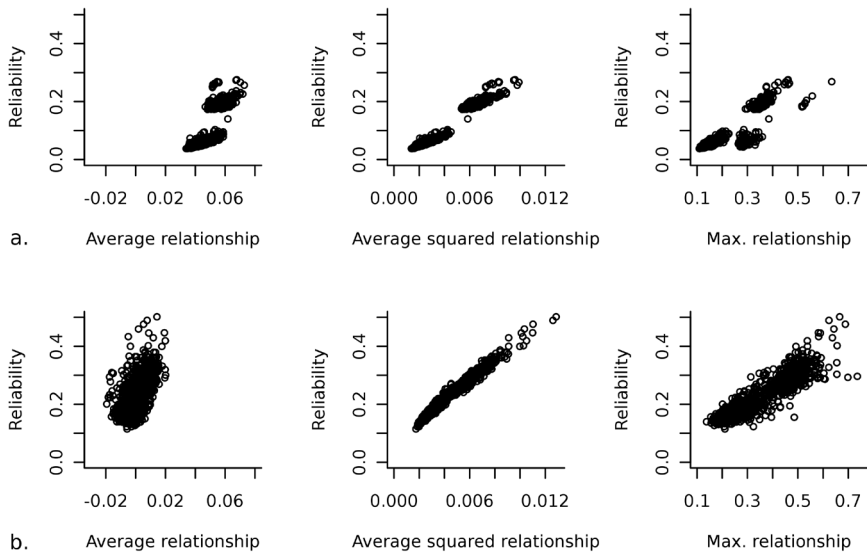 Reliability
0.0 0.2 0.4
-0.02 0.02 0.06
Average relationship
Reliability
0.0 0.2 0.4
0.000 0.006 0.012
Average squared relationship
Reliability
0.0 0.2 0.4
0.1 0.3 0.5 0.7
Max. relationship
a.
Reliability
0.0 0.2 0.4
-0.02 0.02 0.06
Average relationship
Reliability
0.0 0.2 0.4
0.000 0.006 0.012
Average squared relationship
Reliability
0.0 0.2 0.4
0.1 0.3 0.5 0.7
Max. relationship
b.